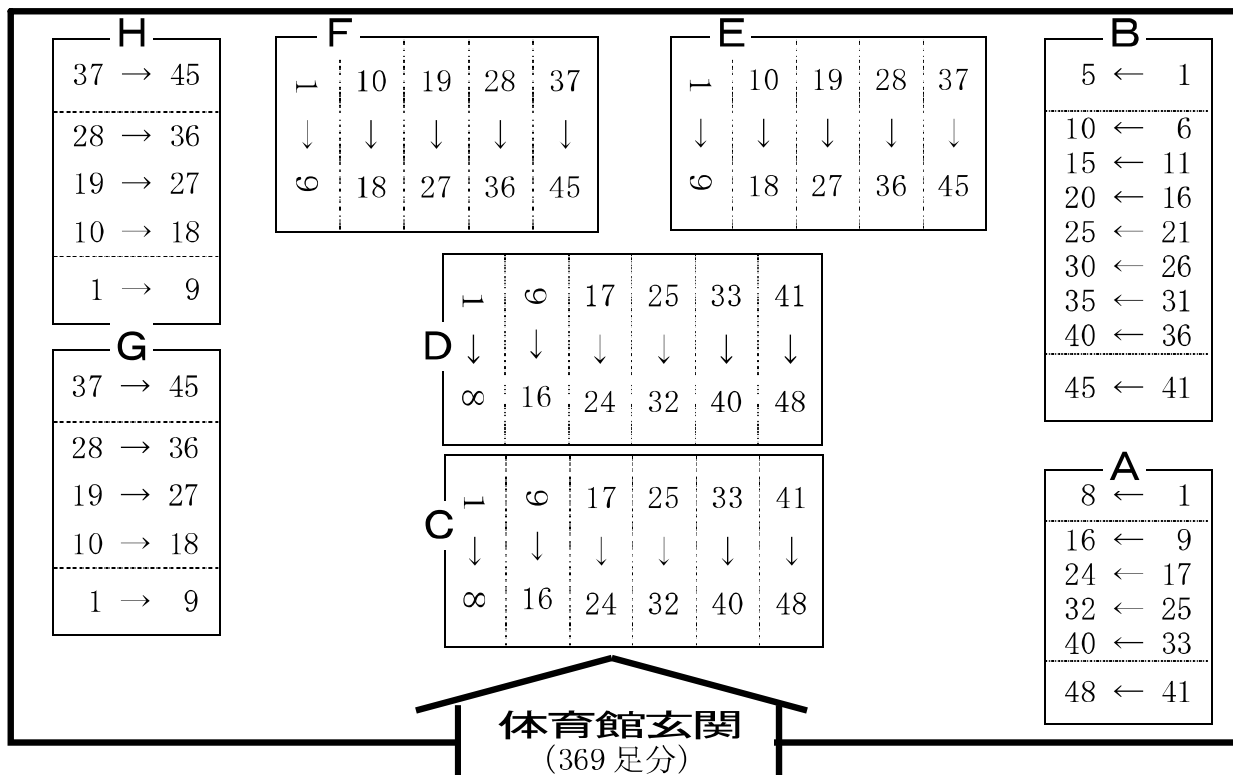 H
37 → 45
28 → 36
19 → 27
10 → 18
1 → 9
G
37 → 45
28 → 36
19 → 27
10 → 18
1 → 9
F
1 10 19 28 37
↓ ↓ ↓ ↓ ↓
9 18 27 36 45
E
1 10 19 28 37
↓ ↓ ↓ ↓ ↓
9 18 27 36 45
D
1 9 17 25 33 41
↓ ↓ ↓ ↓ ↓ ↓
8 16 24 32 40 48
C
1 9 17 25 33 41
↓ ↓ ↓ ↓ ↓ ↓
8 16 24 32 40 48
B
5 ← 1
10 ← 6
15 ← 11
20 ← 16
25 ← 21
30 ← 26
35 ← 31
40 ← 36
45 ← 41
A
8 ← 1
16 ← 9
24 ← 17
32 ← 25
40 ← 33
48 ← 41
体育館玄関
(369 足分)